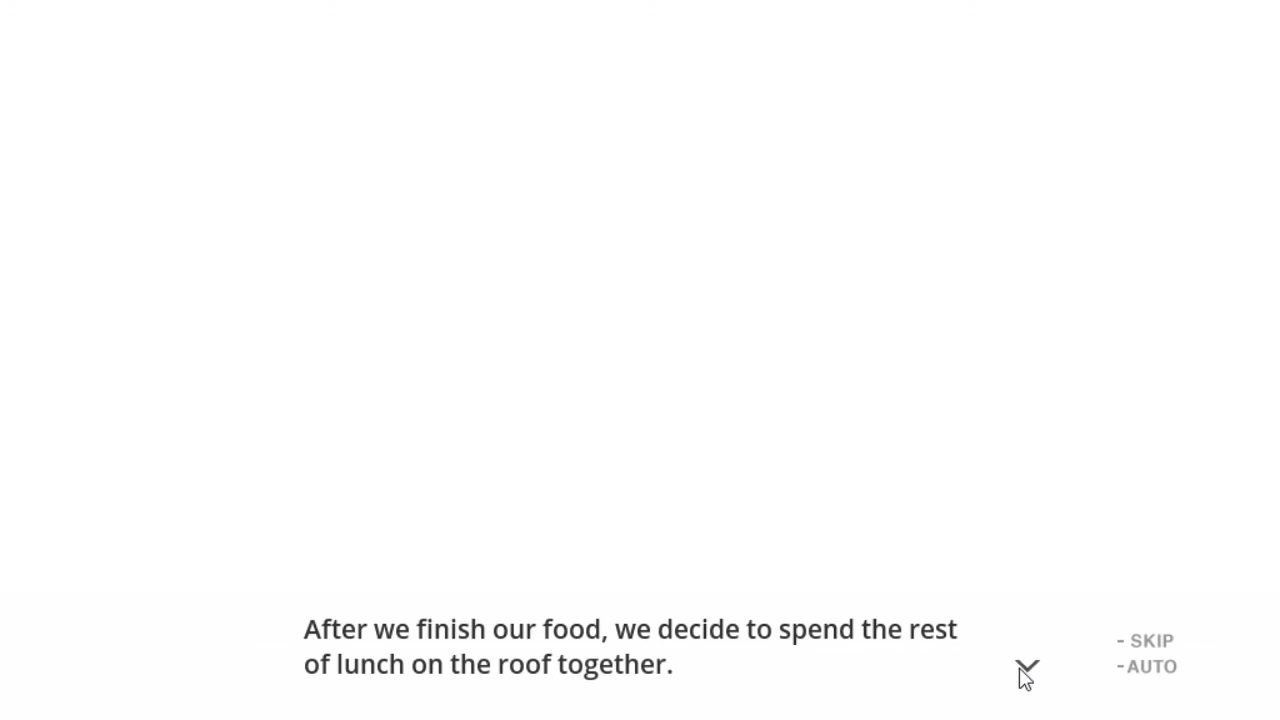 After we finish our food, we decide to spend the rest
of lunch on the roof together.
- SKIP
-AUTO